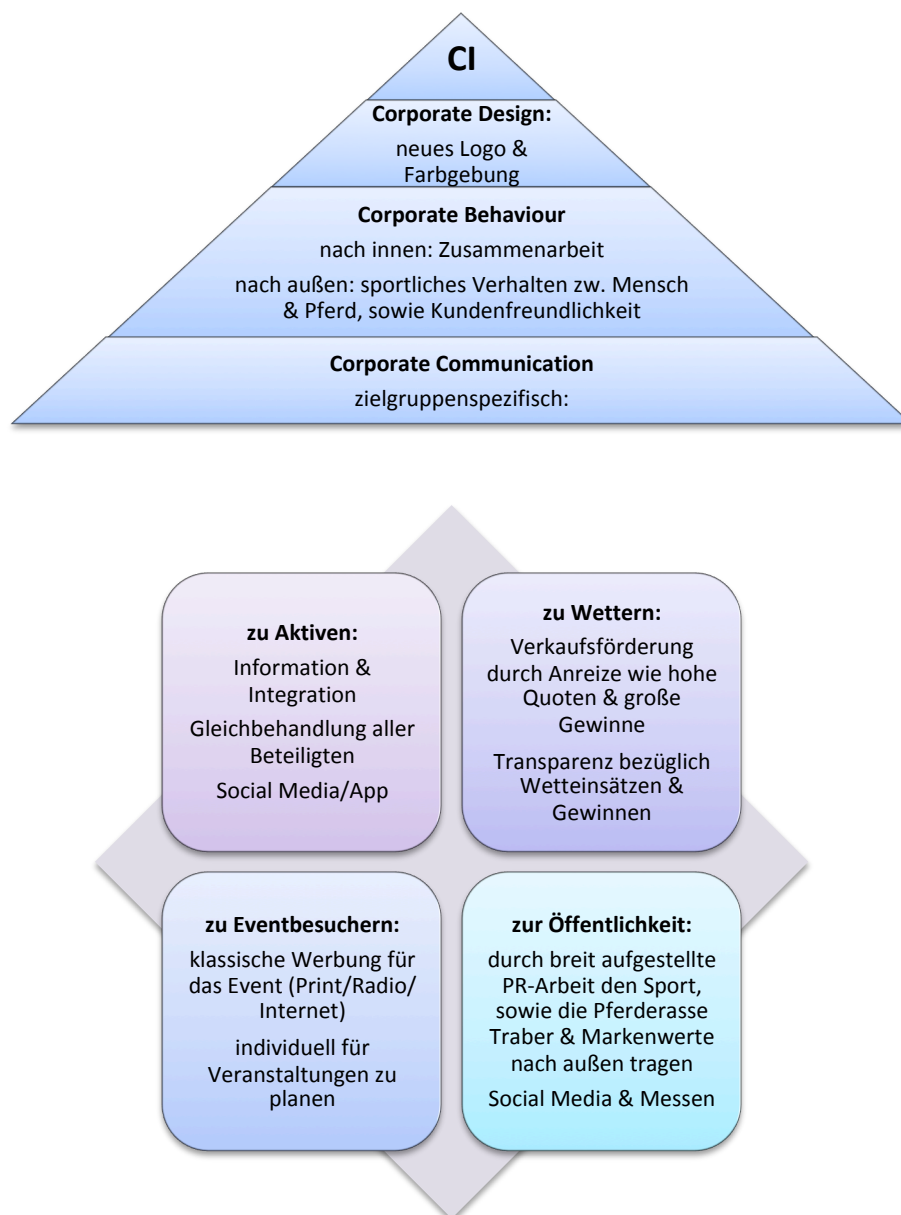 CI
Corporate Design:
neues Logo &
Farbgebung
Corporate Behaviour
nach innen: Zusammenarbeit
nach außen: sportliches Verhalten zw. Mensch
& Pferd, sowie Kundenfreundlichkeit
Corporate Communication
zielgruppenspezifisch:
zu Aktiven:
Information &
Integration
Gleichbehandlung aller
Beteiligten
Social Media/App
zu Wettern:
Verkaufsförderung
durch Anreize wie hohe
Quoten & große
Gewinne
Transparenz bezüglich
Wetteinsätzen &
Gewinnen
zu Eventbesuchern:
klassische Werbung für
das Event (Print/Radio/
Internet)
individuell für
Veranstaltungen zu
planen
zur Öffentlichkeit:
durch breit aufgestellte
PR-Arbeit den Sport,
sowie die Pferderasse
Traber & Markenwerte
nach außen tragen
Social Media & Messen